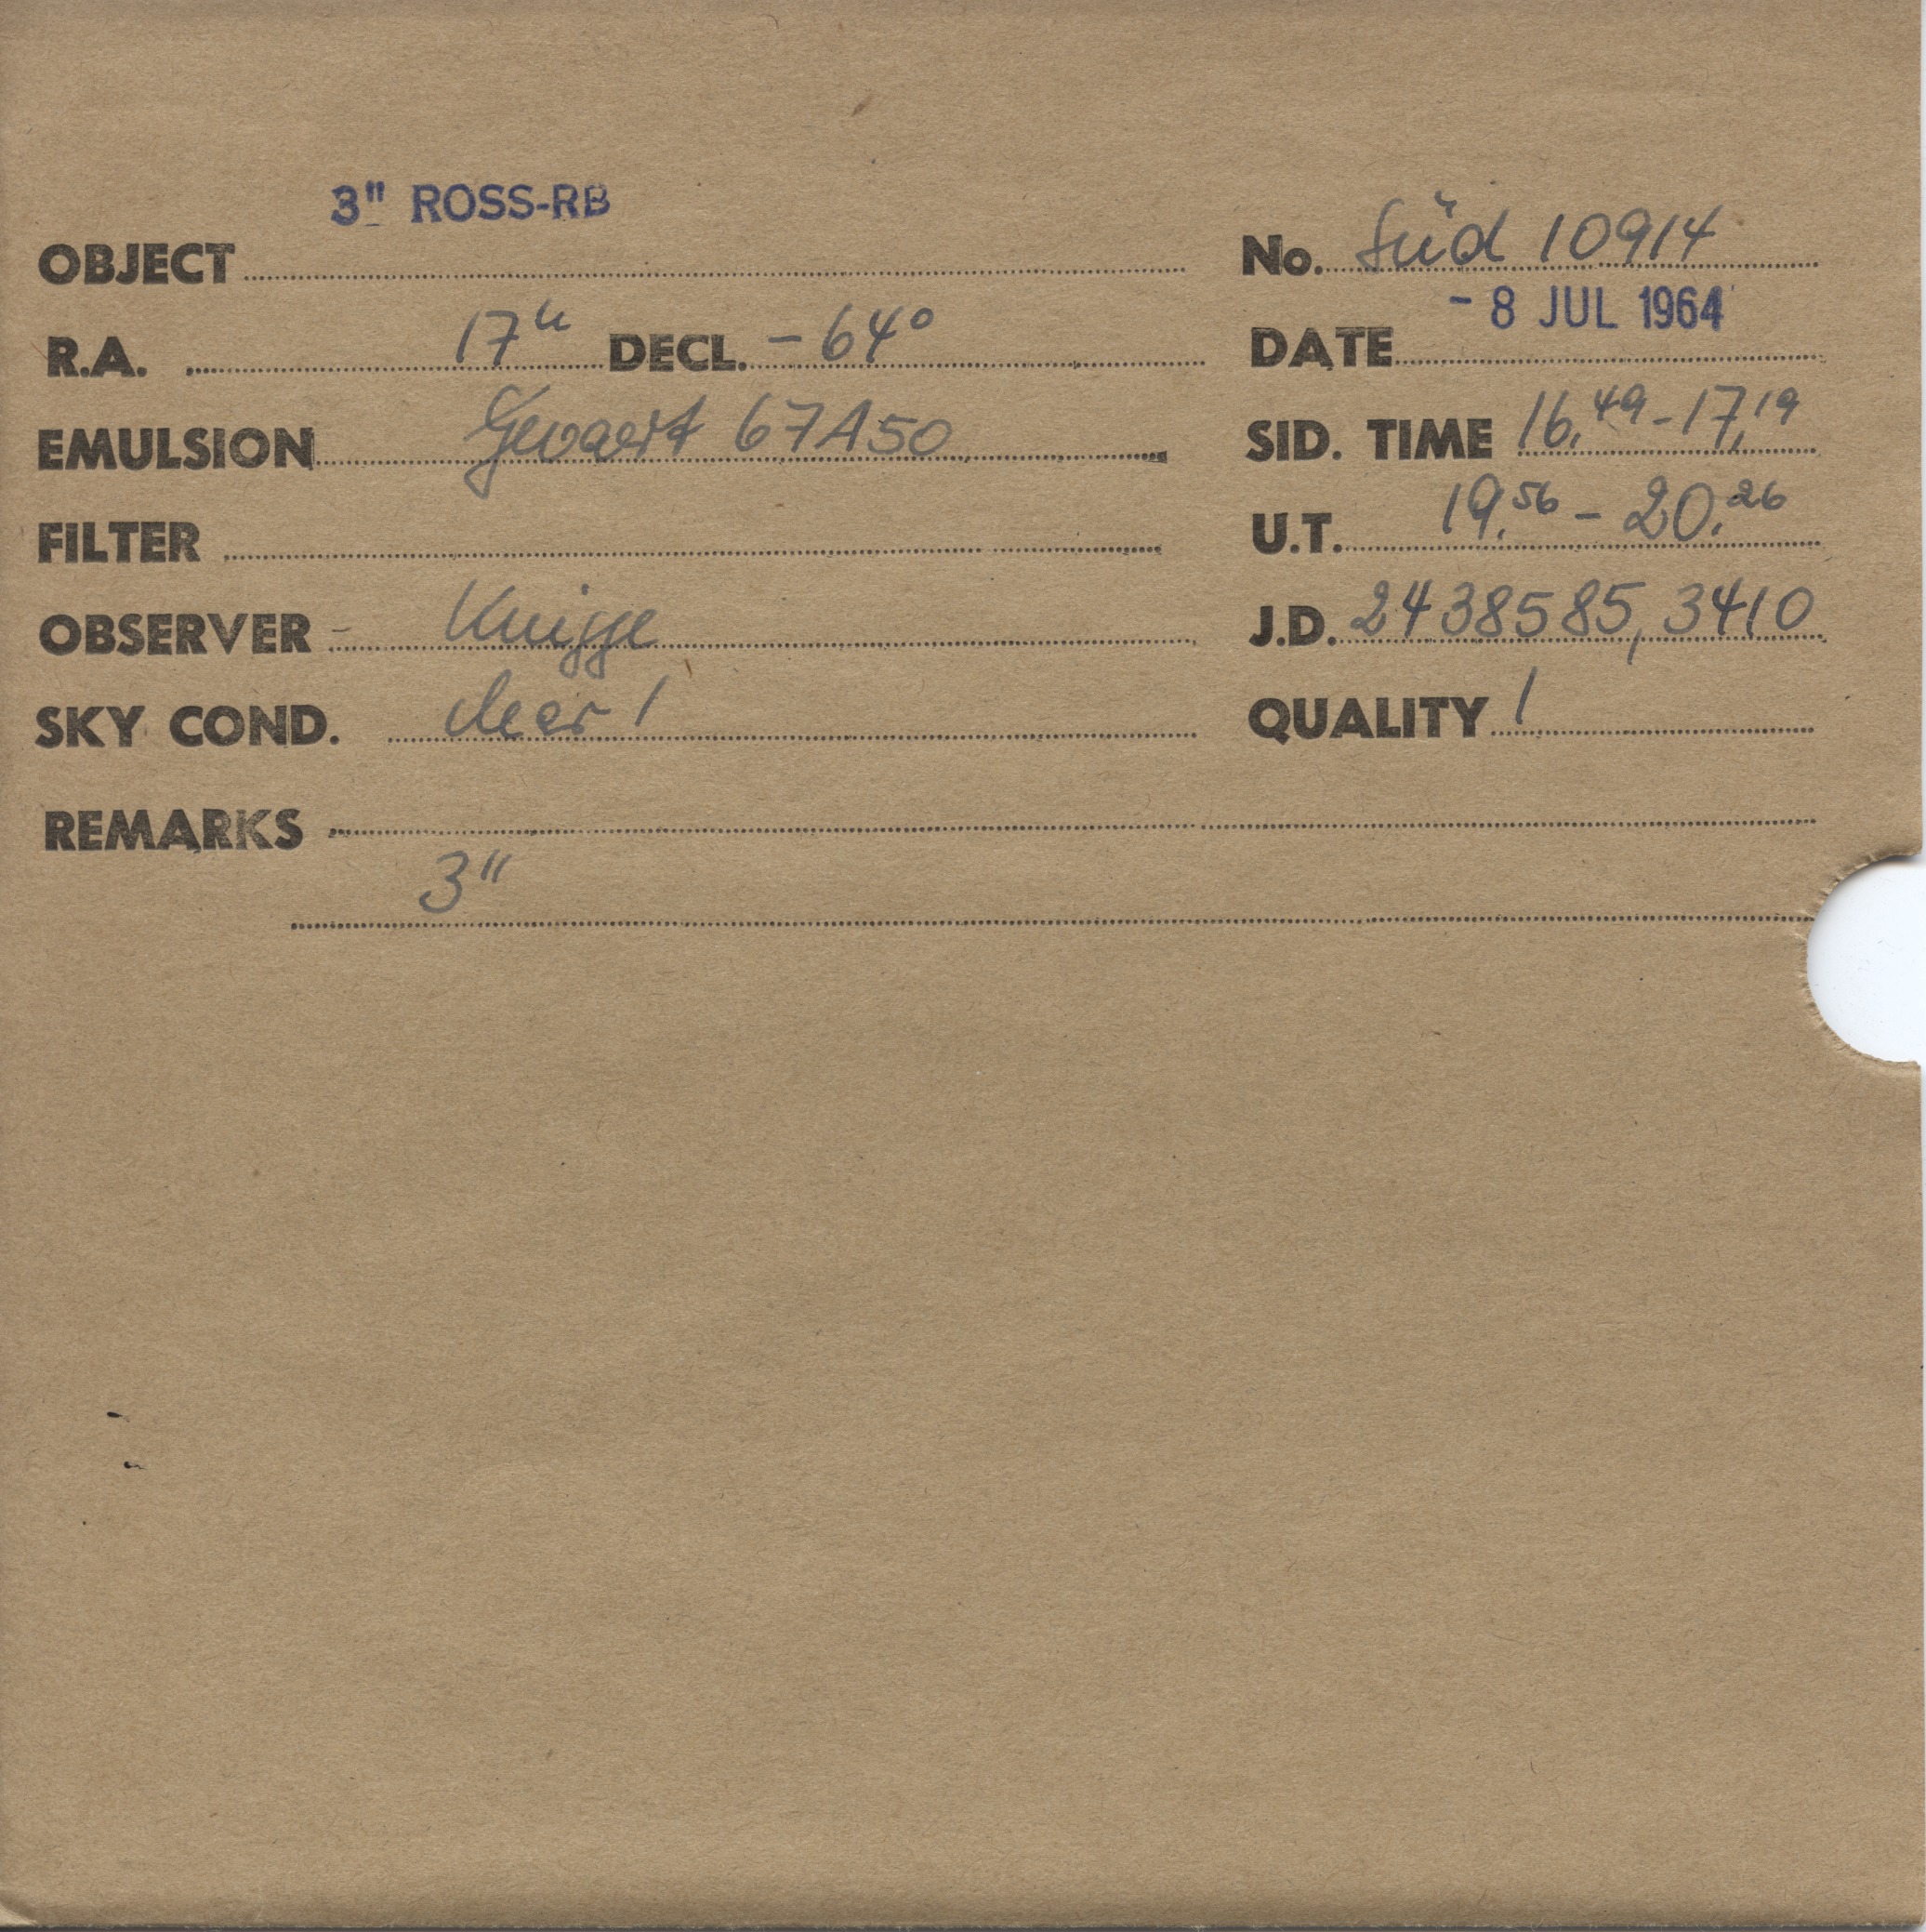 3" ROSS-RB
OBJECT No. Süd 10914
R.A. 17h DECL. -64° DATE - 8 JUL 1964
EMULSION Gevaert 67A50 SID. TIME 16,49 - 17,19
FILTER U.T. 19,56 - 20,26
OBSERVER Knigge J.D. 2438585,3410
SKY COND. clear 1 QUALITY 1
REMARKS
3"